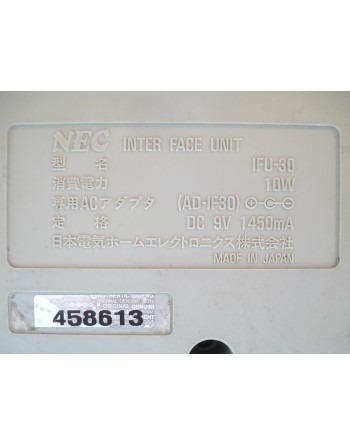 NEC INTER FACE UNIT
型名 IFU-30
消費電力 10W
専用ACアダプタ (AD-IF30)
定格 DC 9V 1450mA
日本電気ホームエレクトロニクス株式会社
MADE IN JAPAN
458613